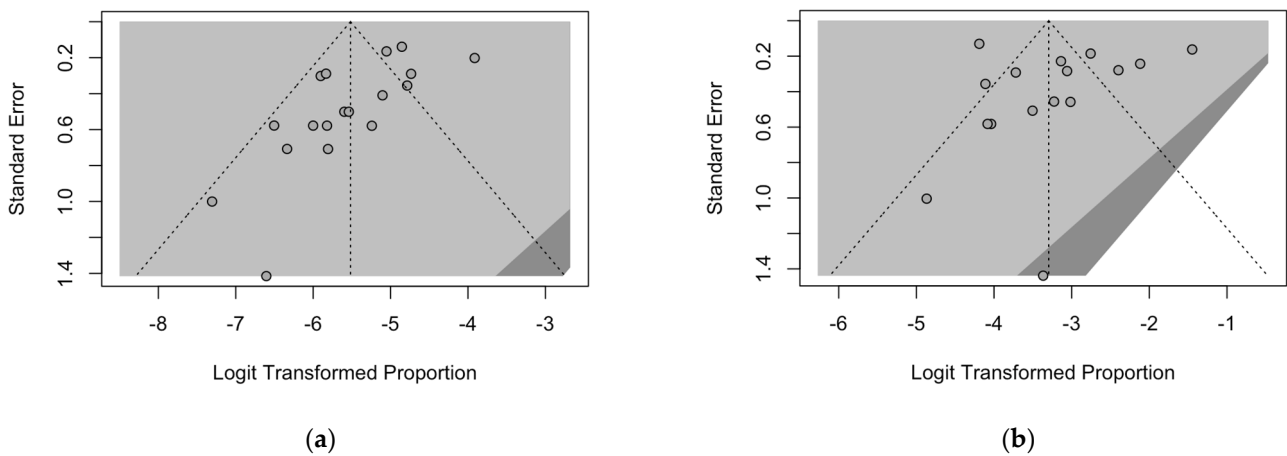 Standard Error
0.2
0.6
1.0
1.4
-8 -7 -6 -5 -4 -3
Logit Transformed Proportion
(a)
Standard Error
0.2
0.6
1.0
1.4
-6 -5 -4 -3 -2 -1
Logit Transformed Proportion
(b)